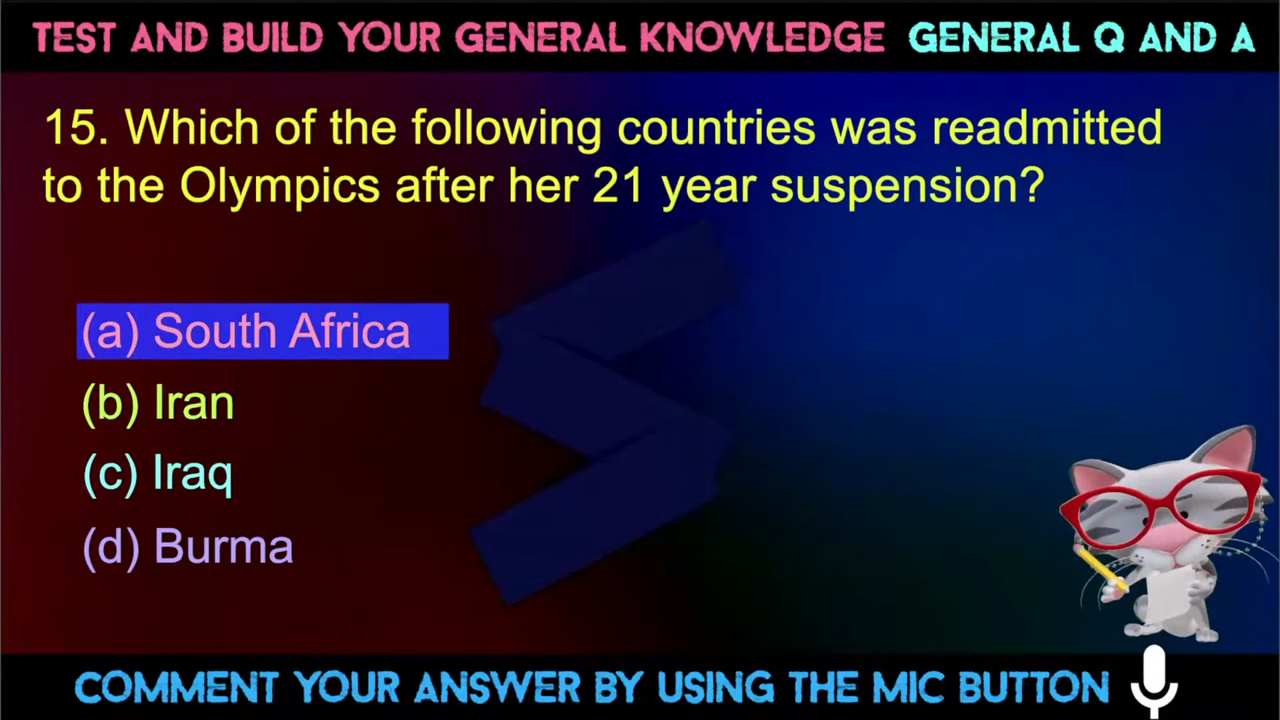 TEST AND BUILD YOUR GENERAL KNOWLEDGE GENERAL Q AND A
15. Which of the following countries was readmitted
to the Olympics after her 21 year suspension?
(a) South Africa
(b) Iran
(c) Iraq
(d) Burma
COMMENT YOUR ANSWER BY USING THE MIC BUTTON